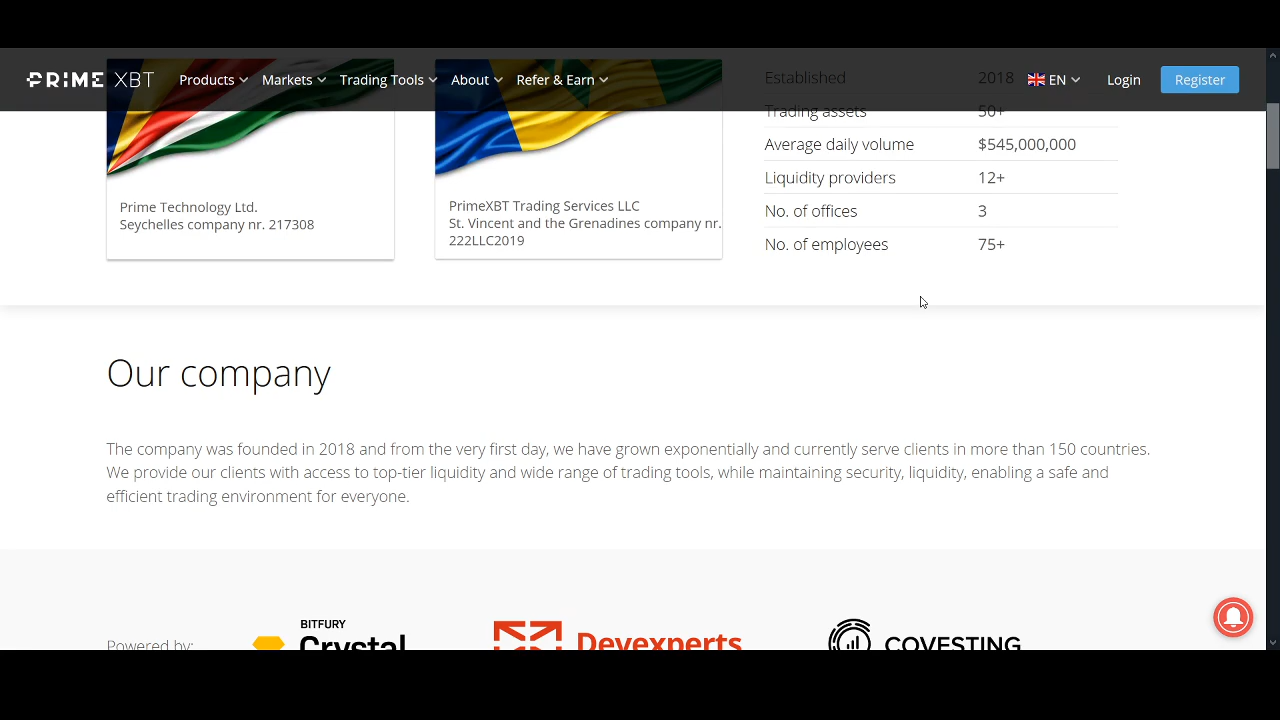 PRIME XBT Products Markets Trading Tools About Refer & Earn EN Login Register
Established 2018
Trading assets 50+
Average daily volume $545,000,000
Liquidity providers 12+
No. of offices 3
No. of employees 75+
Prime Technology Ltd.
Seychelles company nr. 217308
PrimeXBT Trading Services LLC
St. Vincent and the Grenadines company nr.
222LLC2019
Our company
The company was founded in 2018 and from the very first day, we have grown exponentially and currently serve clients in more than 150 countries.
We provide our clients with access to top-tier liquidity and wide range of trading tools, while maintaining security, liquidity, enabling a safe and
efficient trading environment for everyone.
Powered by:
BITFURY
Crystal
Devexperts
COVESTING